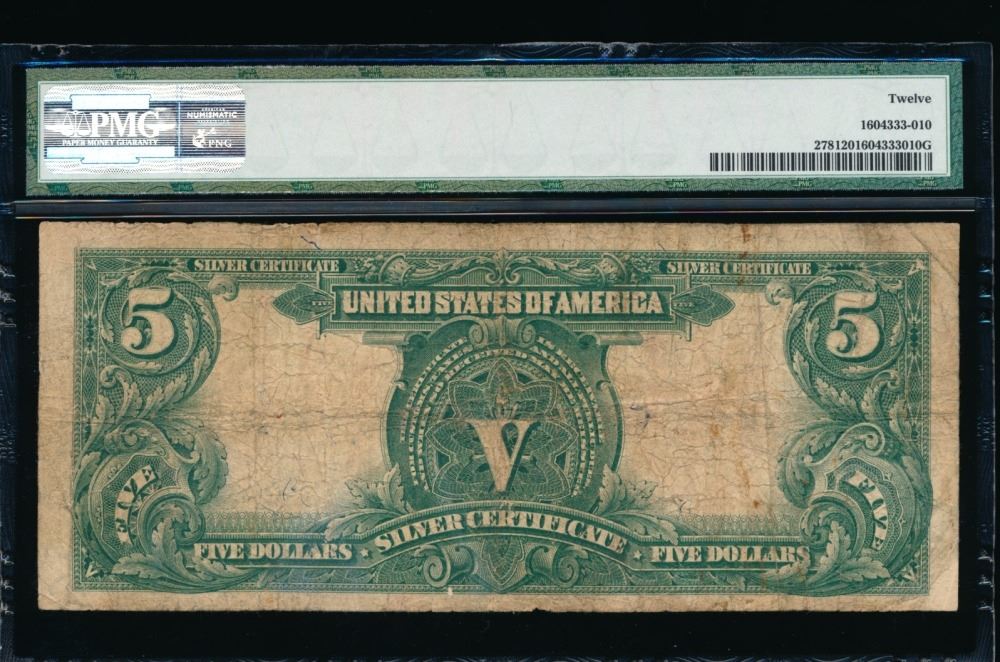 PMG
PAPER MONEY GUARANTY
NUMISMATIC
PNG
Twelve
1604333-010
2781201604333010G
SILVER CERTIFICATE
SILVER CERTIFICATE
5
UNITED STATES OF AMERICA
5
V
FIVE
FIVE
SILVER CERTIFICATE
FIVE DOLLARS
FIVE DOLLARS